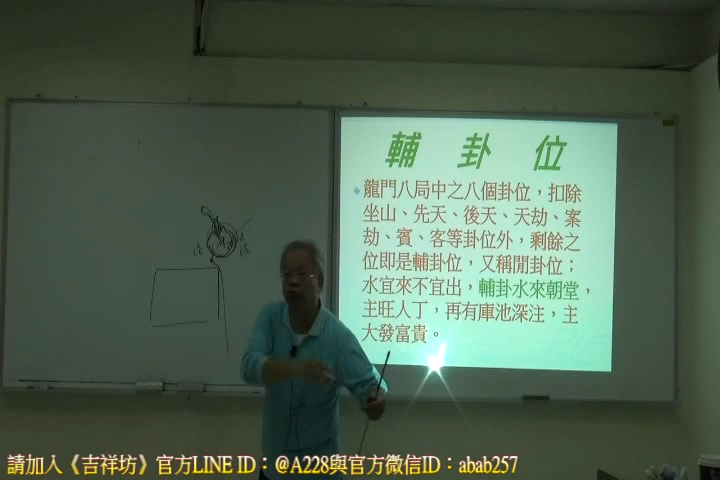 輔卦位
龍門八局中之八個卦位，扣除
坐山、先天、後天、天劫、案
劫、賓、客等卦位外，剩餘之
位即是輔卦位，又稱閒卦位；
水宜來不宜出，輔卦水來朝堂，
主旺人丁，再有庫池深注，主
大發富貴。
請加入《吉祥坊》官方LINE ID：@A228與官方微信ID：abab257